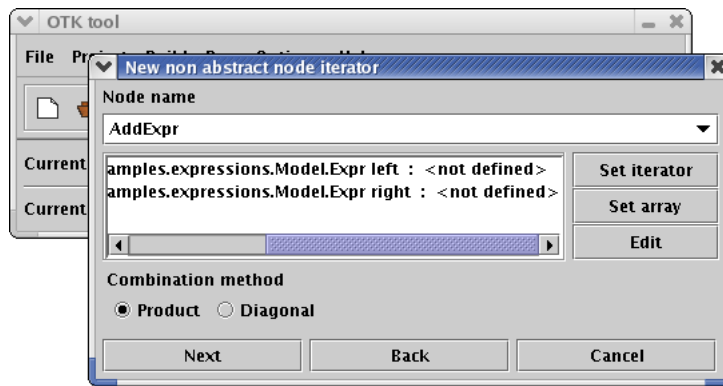 OTK tool
File
New non abstract node iterator
Node name
AddExpr
Current
amples.expressions.Model.Expr left : <not defined>
Set iterator
amples.expressions.Model.Expr right : <not defined>
Current
Set array
Edit
Combination method
Product Diagonal
Next Back Cancel